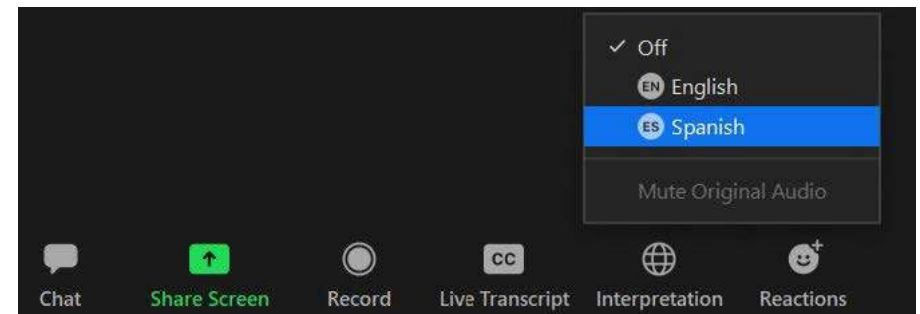 Off
EN English
ES Spanish
Mute Original Audio
CC
Chat Share Screen Record Live Transcript Interpretation Reactions